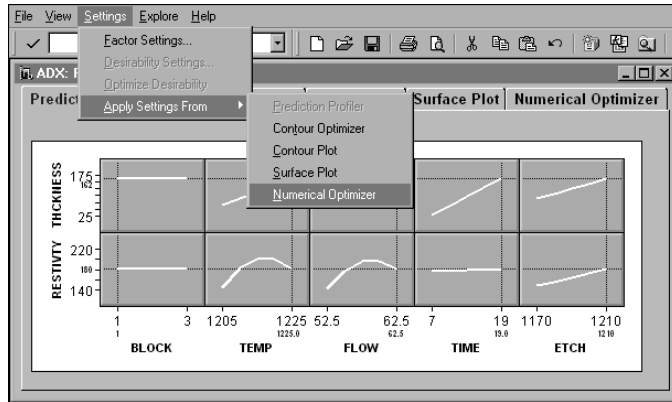 File View Settings Explore Help
Factor Settings...
Desirability Settings...
Optimize Desirability
Apply Settings From
Prediction Profiler
Contour Optimizer
Contour Plot
Surface Plot
Numerical Optimizer
ADX:
Predict
Surface Plot Numerical Optimizer
THCKNESS
175
162
25
RESTIVTY
220
180
140
1 3 1205 1225 52.5 62.5 7 19 1170 1210
1 1225.0 62.5 19.0 1210
BLOCK TEMP FLOW TIME ETCH